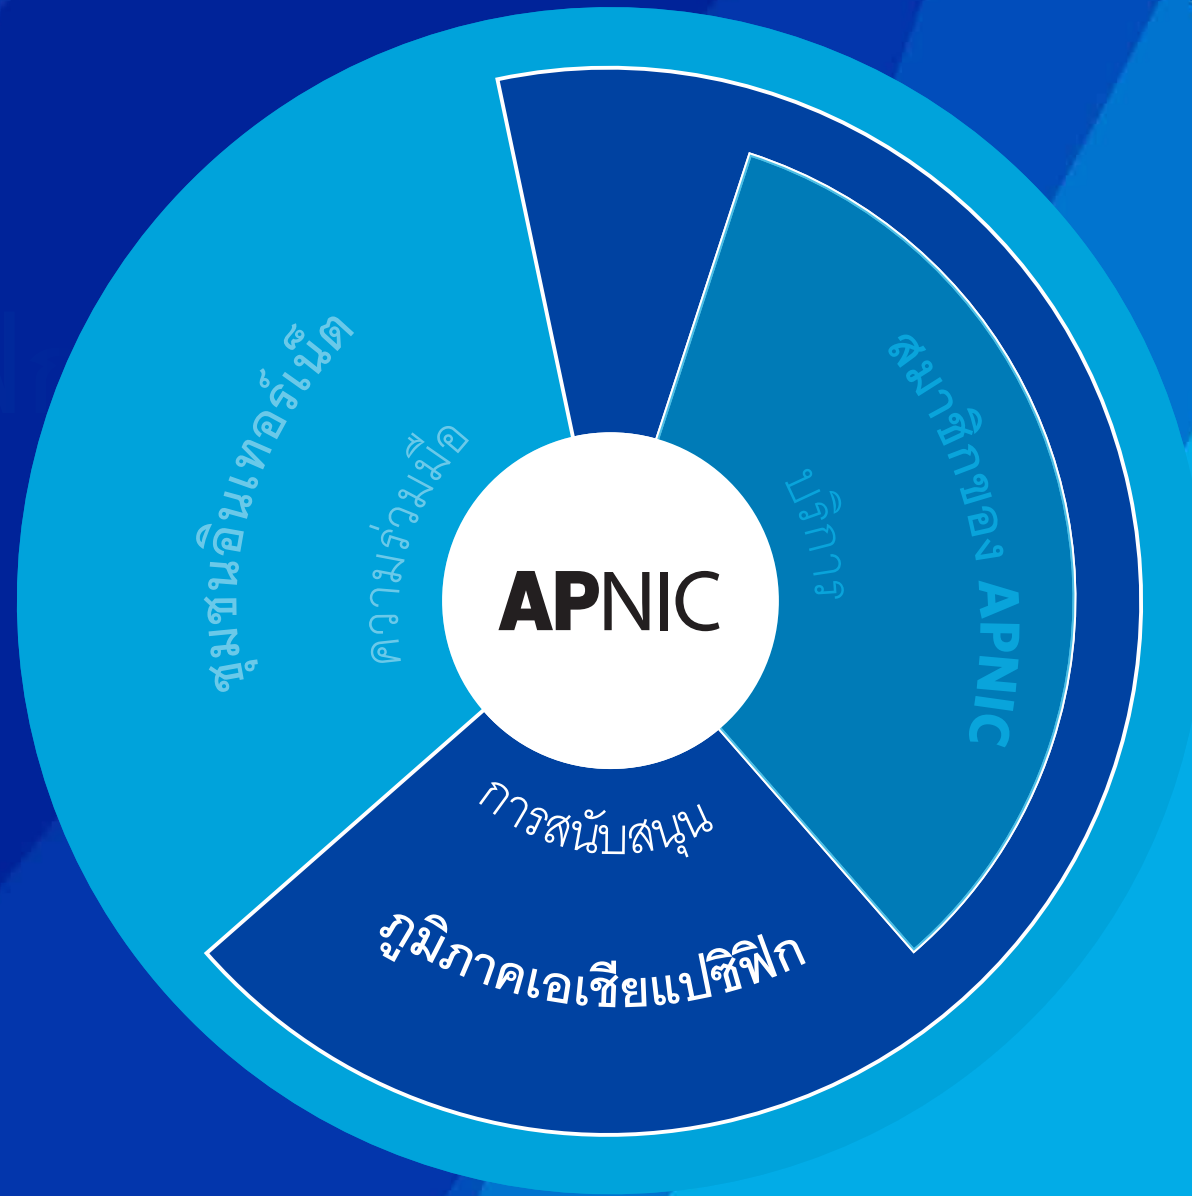 ชุมชนอินเทอร์เน็ต
ความร่วมมือ
APNIC
บริการ
สมาชิกของ APNIC
การสนับสนุน
ภูมิภาคเอเชียแปซิฟิก